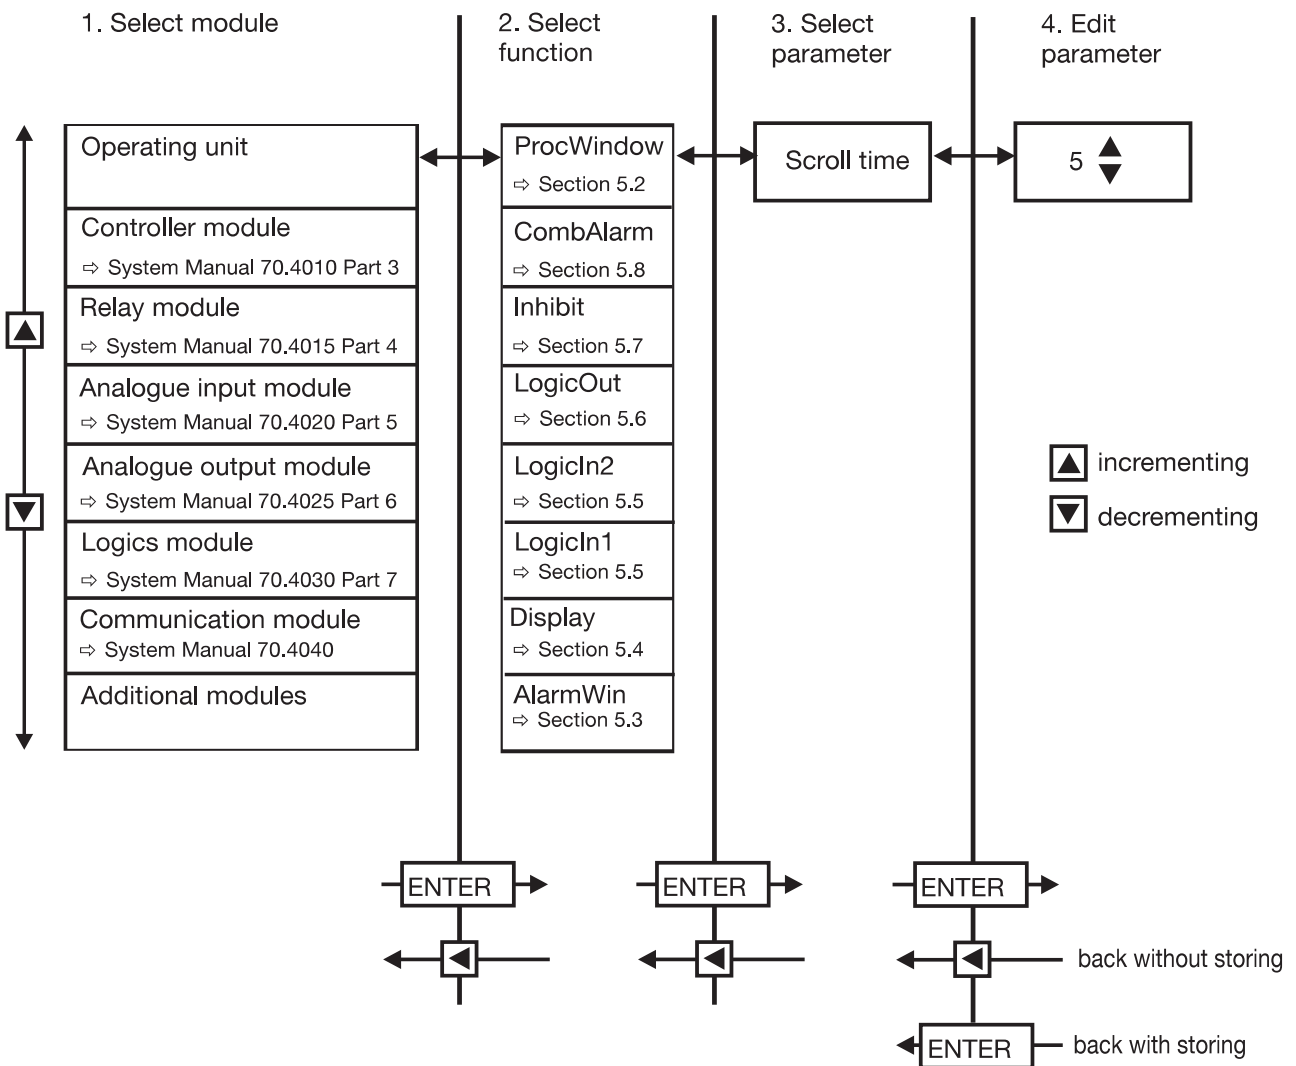 1. Select module
2. Select
function
3. Select
parameter
4. Edit
parameter
Operating unit
Controller module
⇨ System Manual 70.4010 Part 3
Relay module
⇨ System Manual 70.4015 Part 4
Analogue input module
⇨ System Manual 70.4020 Part 5
Analogue output module
⇨ System Manual 70.4025 Part 6
Logics module
⇨ System Manual 70.4030 Part 7
Communication module
⇨ System Manual 70.4040
Additional modules
ProcWindow
⇨ Section 5.2
CombAlarm
⇨ Section 5.8
Inhibit
⇨ Section 5.7
LogicOut
⇨ Section 5.6
LogicIn2
⇨ Section 5.5
LogicIn1
⇨ Section 5.5
Display
⇨ Section 5.4
AlarmWin
⇨ Section 5.3
Scroll time
5
incrementing
decrementing
ENTER
ENTER
ENTER
back without storing
ENTER
back with storing